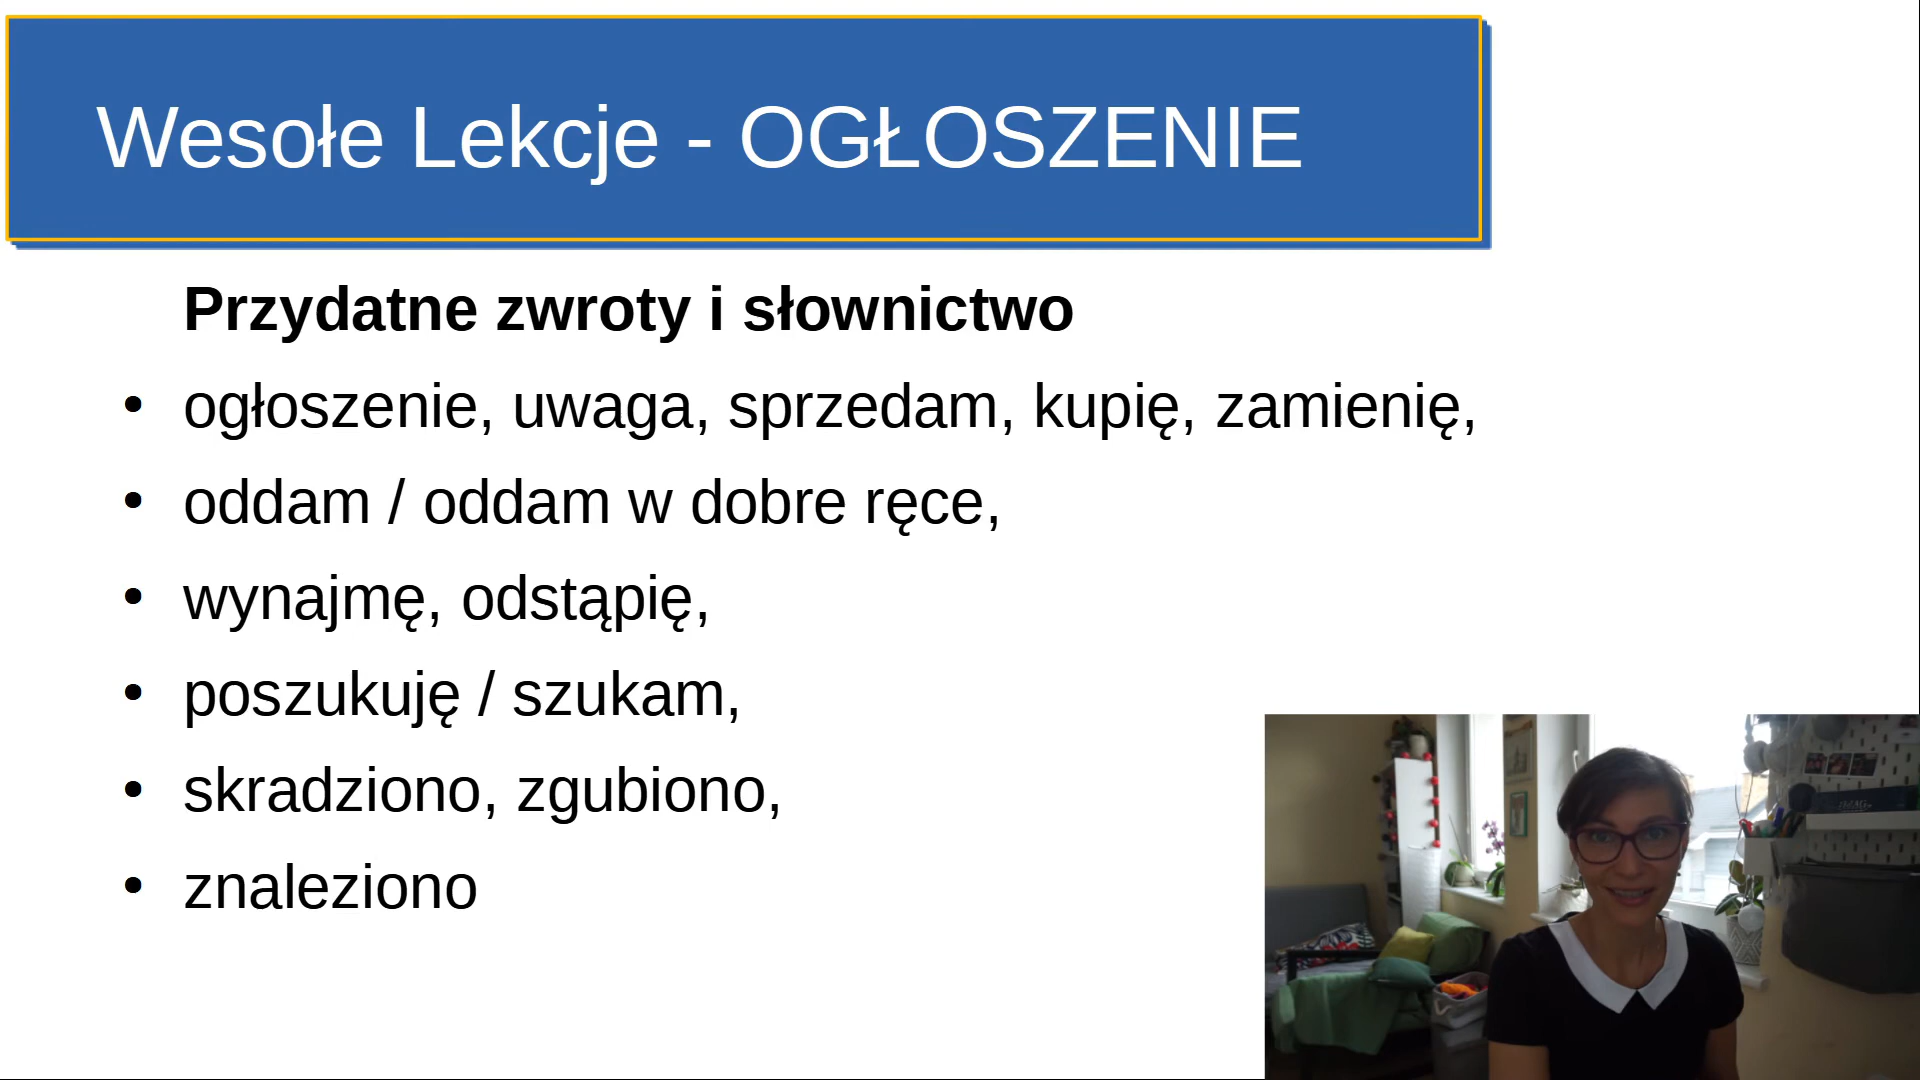 Wesołe Lekcje - OGŁOSZENIE
Przydatne zwroty i słownictwo
• ogłoszenie, uwaga, sprzedam, kupię, zamienię,
• oddam / oddam w dobre ręce,
• wynajmę, odstąpię,
• poszukuję / szukam,
• skradziono, zgubiono,
• znaleziono